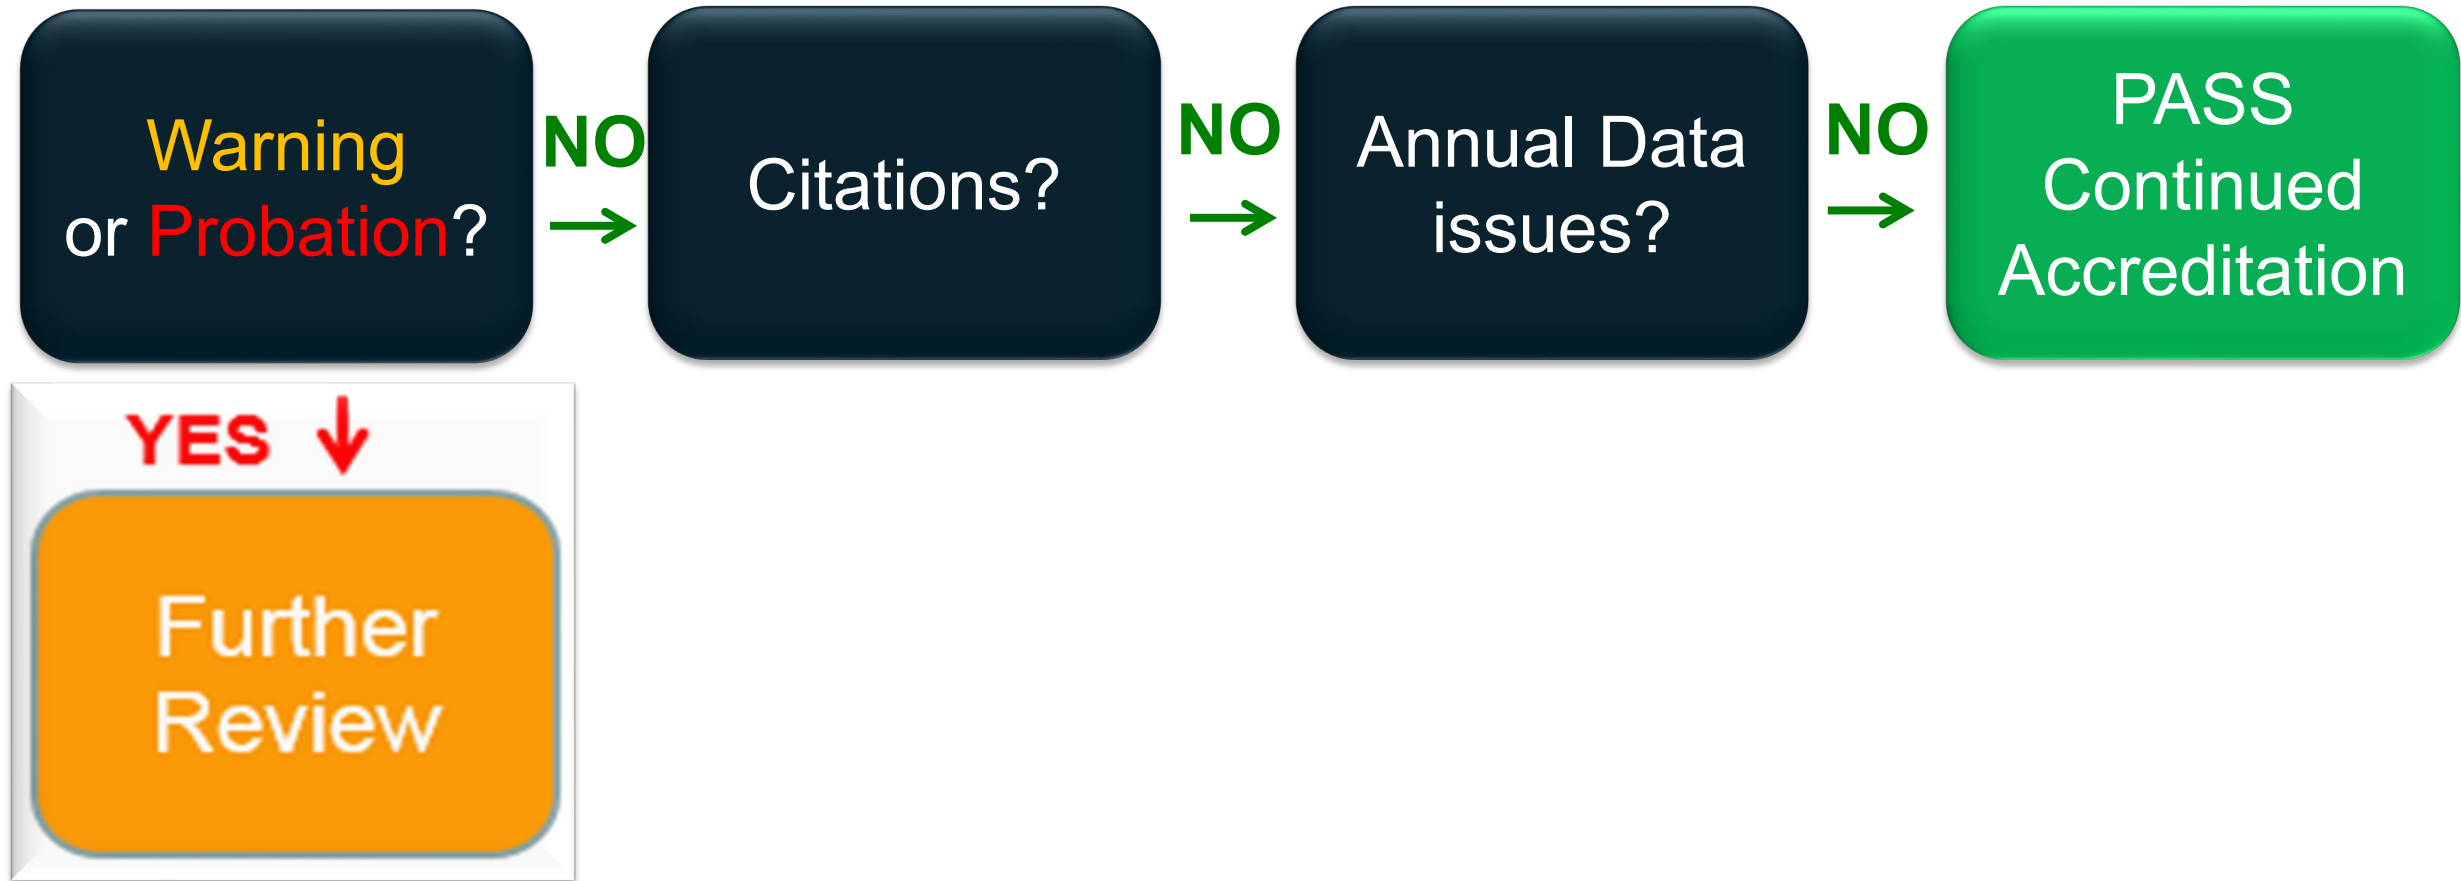 Warning
or Probation?
NO
Citations?
NO
Annual Data
issues?
NO
PASS
Continued
Accreditation
YES
Further
Review